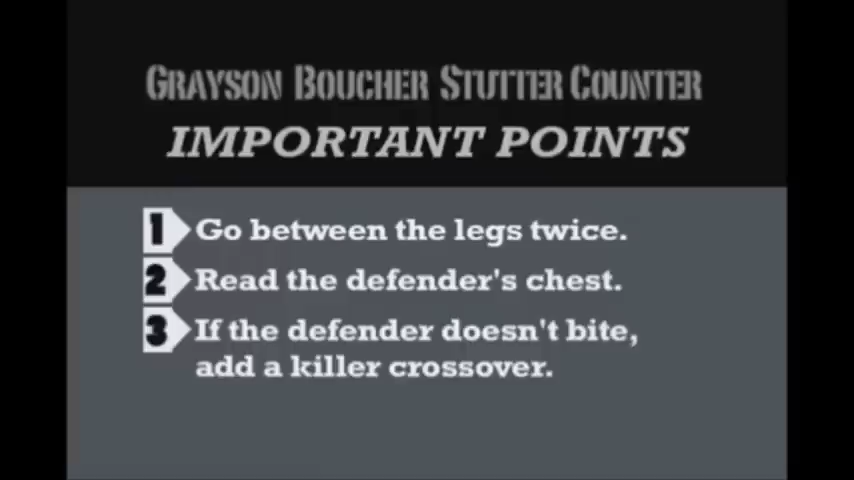 GRAYSON BOUCHER STUTTER COUNTER
IMPORTANT POINTS
1 Go between the legs twice.
2 Read the defender's chest.
3 If the defender doesn't bite,
add a killer crossover.